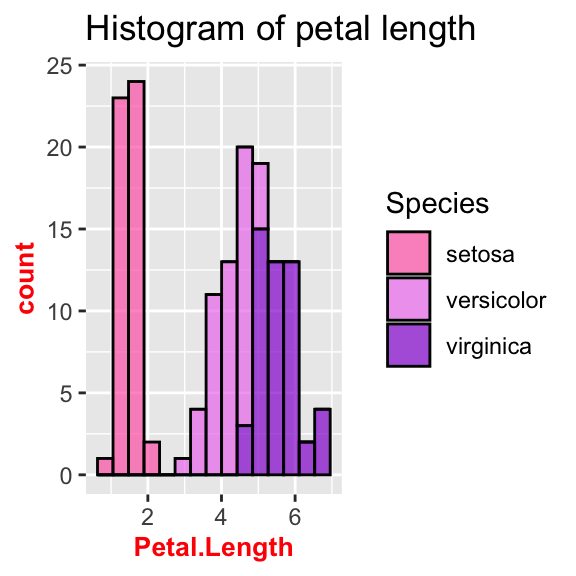 Histogram of petal length
25
20
15
10
5
0
count
2 4 6
Petal.Length
Species
setosa
versicolor
virginica